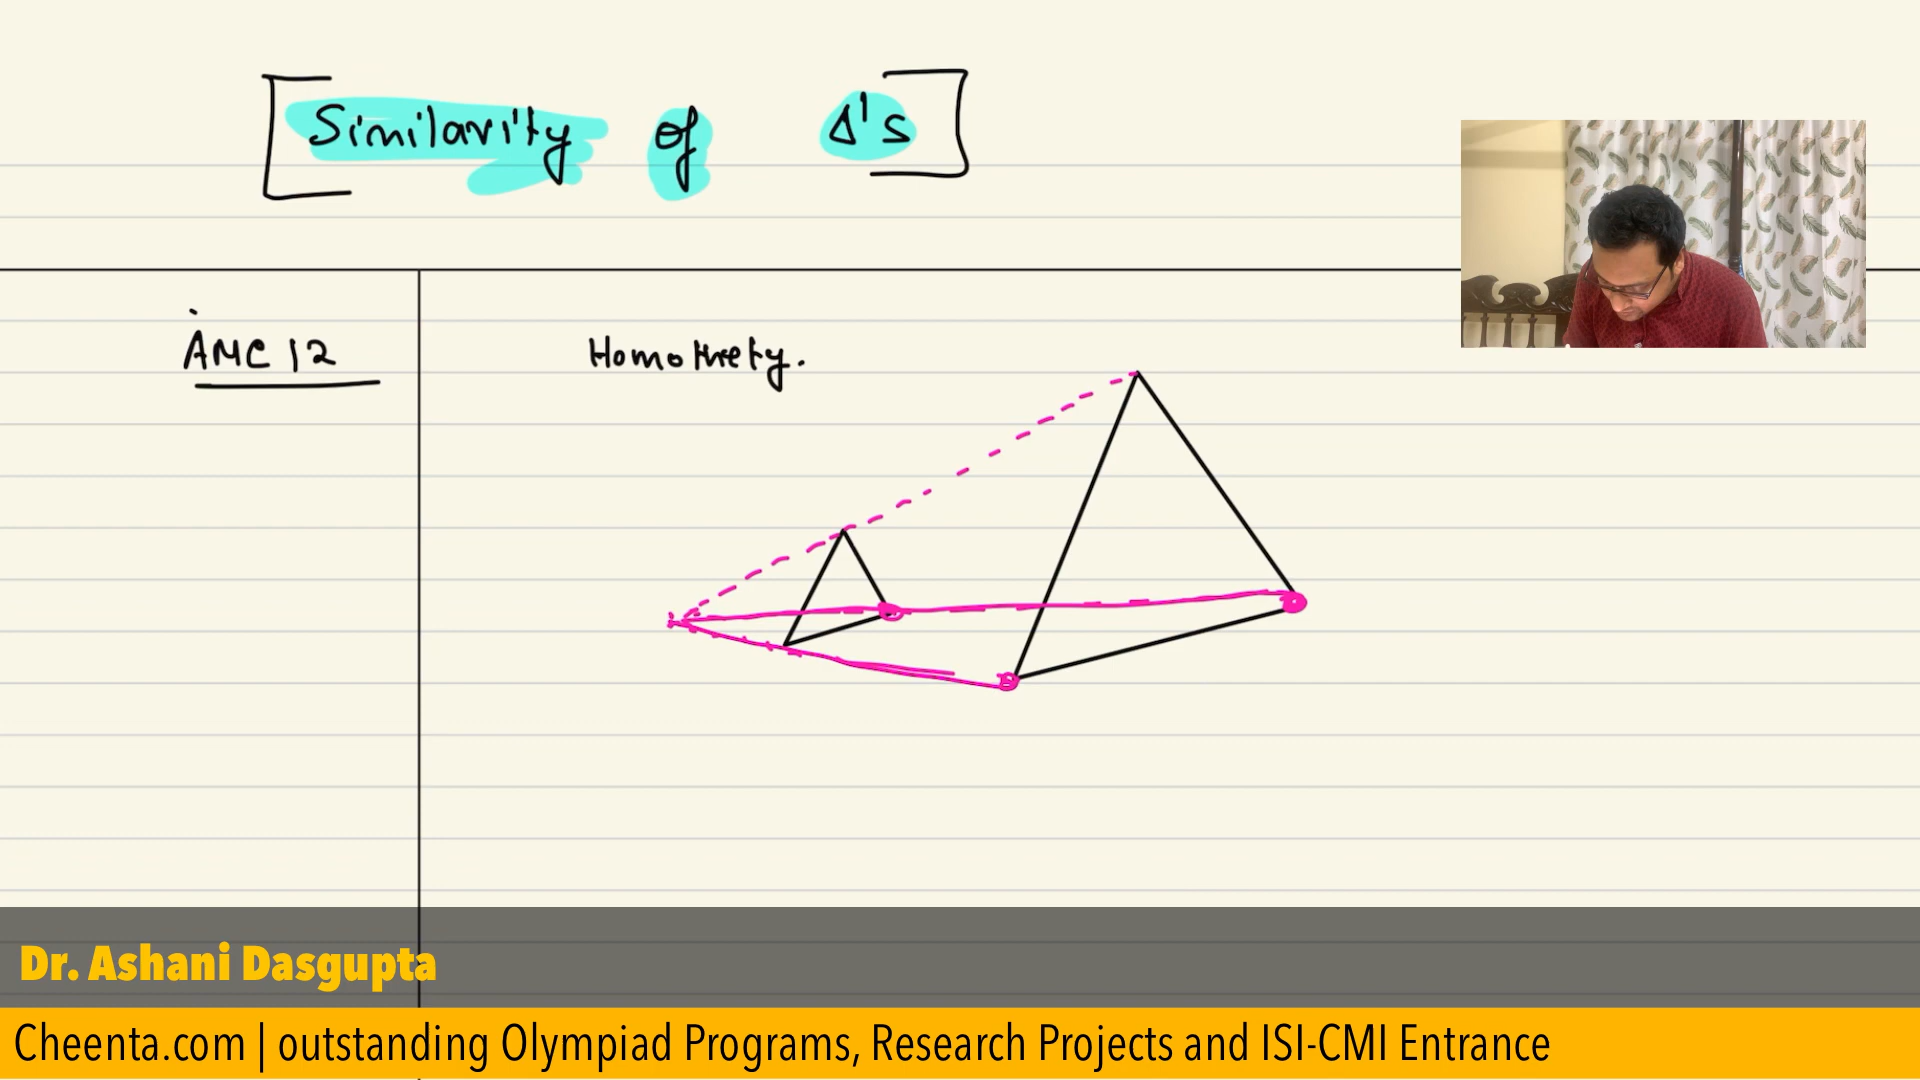 Similarity of Δ's
AMC 12
Homothety.
Dr. Ashani Dasgupta
Cheenta.com | outstanding Olympiad Programs, Research Projects and ISI-CMI Entrance